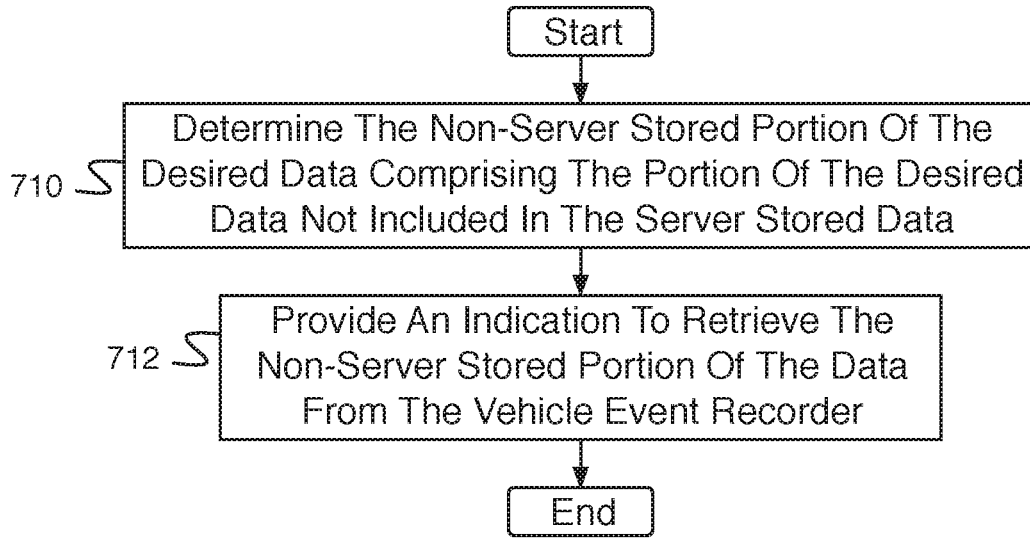 Start
Determine The Non-Server Stored Portion Of The
Desired Data Comprising The Portion Of The Desired
Data Not Included In The Server Stored Data
710
Provide An Indication To Retrieve The
Non-Server Stored Portion Of The Data
From The Vehicle Event Recorder
712
End